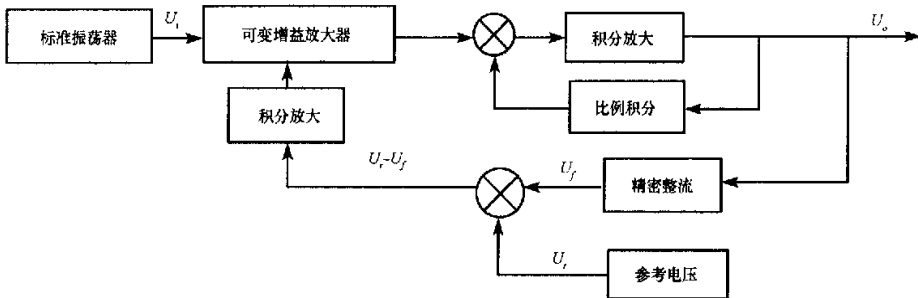 标准振荡器
U_i
可变增益放大器
积分放大
U_o
积分放大
比例积分
U_r-U_f
U_f
精密整流
U_r
参考电压